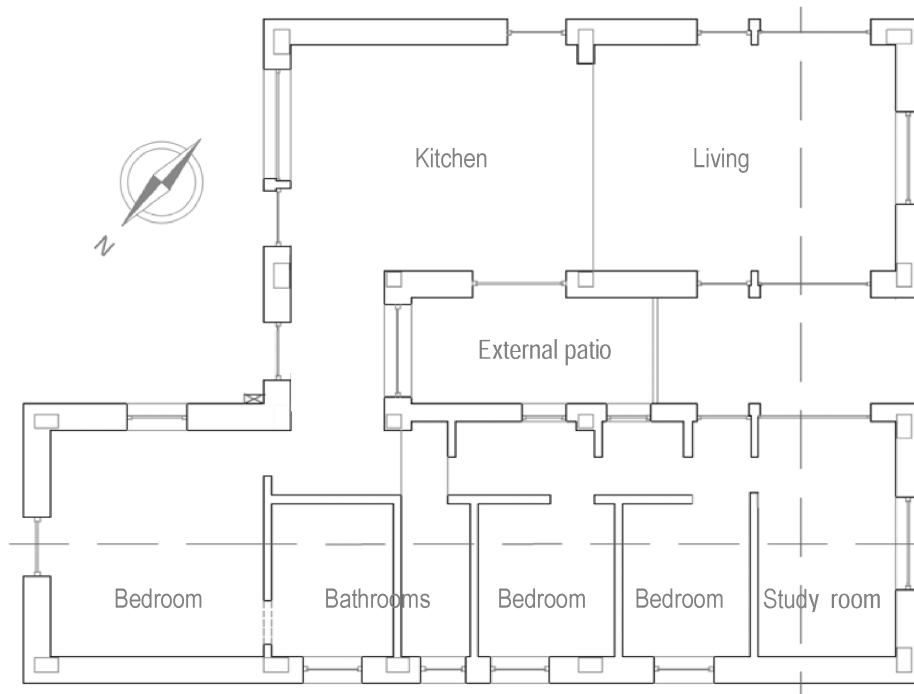 Kitchen
Living
N
External patio
Bedroom
Bathrooms
Bedroom
Bedroom
Study room